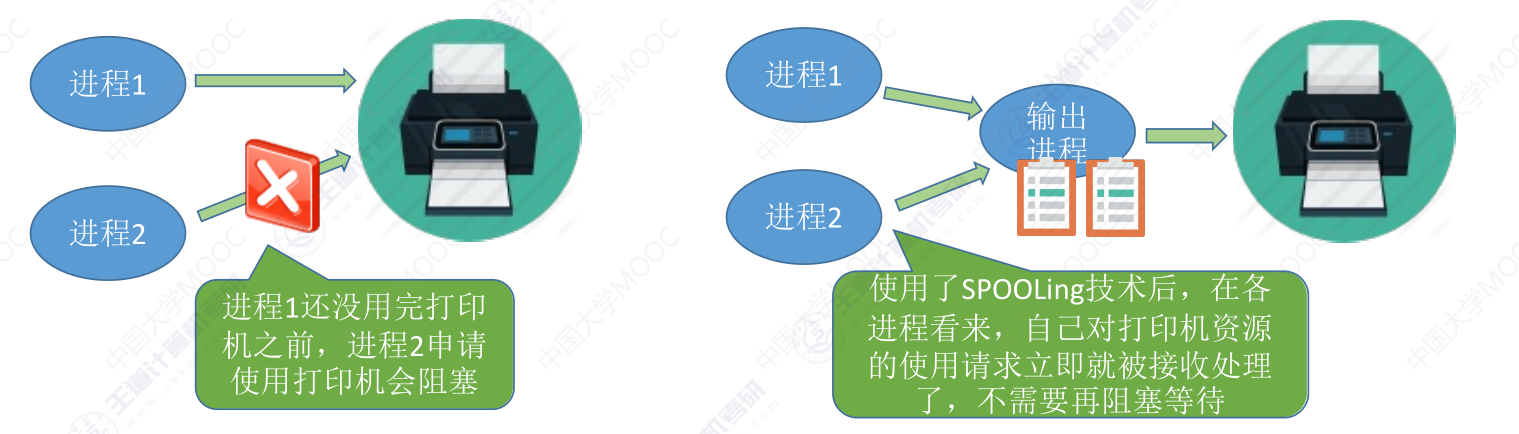 进程1
进程2
进程1还没用完打印
机之前，进程2申请
使用打印机会阻塞
进程1
进程2
输出
进程
使用了SPOOLing技术后，在各
进程看来，自己对打印机资源
的使用请求立即就被接收处理
了，不需要再阻塞等待